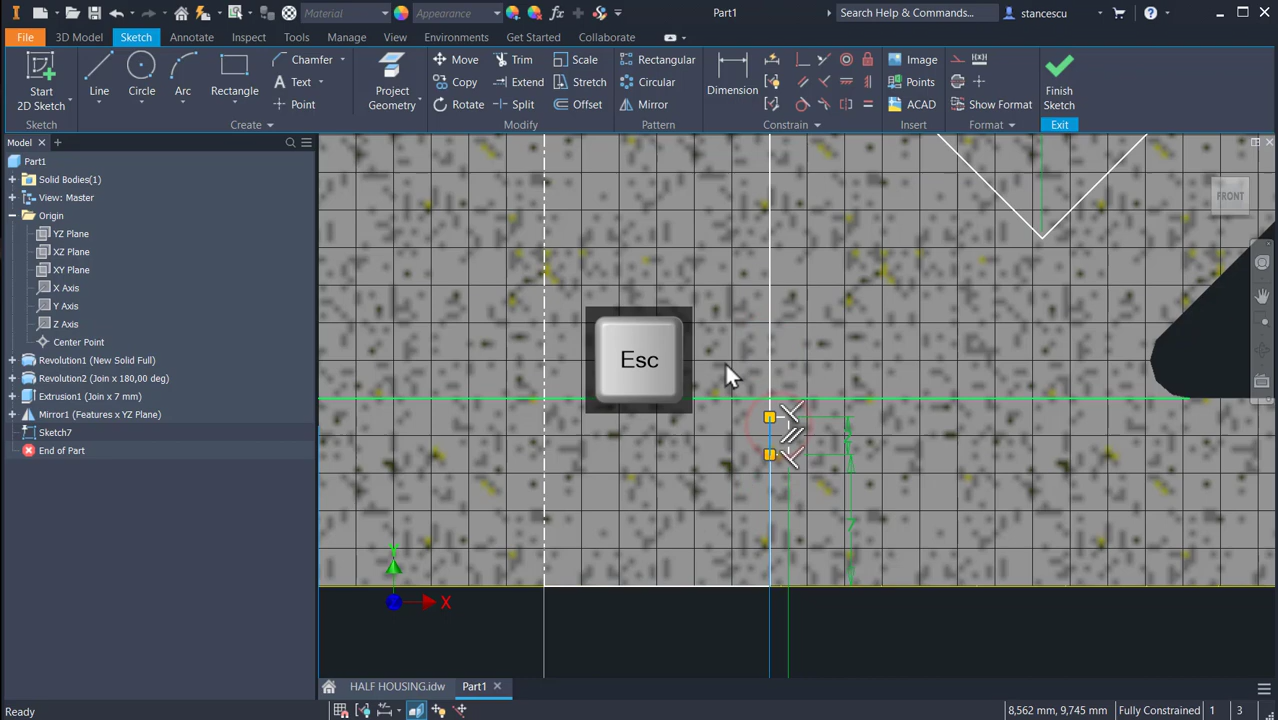 Material
Appearance
Part1
Search Help & Commands...
stancescu
File
3D Model
Sketch
Annotate
Inspect
Tools
Manage
View
Environments
Get Started
Collaborate
Start
2D Sketch
Line
Circle
Arc
Rectangle
Chamfer
Text
Point
Project
Geometry
Move
Copy
Rotate
Trim
Extend
Split
Scale
Stretch
Offset
Rectangular
Circular
Mirror
Dimension
Image
Points
ACAD
Show Format
Finish
Sketch
Sketch
Create
Modify
Pattern
Constrain
Insert
Format
Exit
Model
Part1
Solid Bodies(1)
View: Master
Origin
YZ Plane
XZ Plane
XY Plane
X Axis
Y Axis
Z Axis
Center Point
Revolution1 (New Solid Full)
Revolution2 (Join x 180,00 deg)
Extrusion1 (Join x 7 mm)
Mirror1 (Features x YZ Plane)
Sketch7
End of Part
FRONT
Esc
Y
X
HALF HOUSING.idw
Part1
Ready
8,562 mm, 9,745 mm
Fully Constrained
1
3